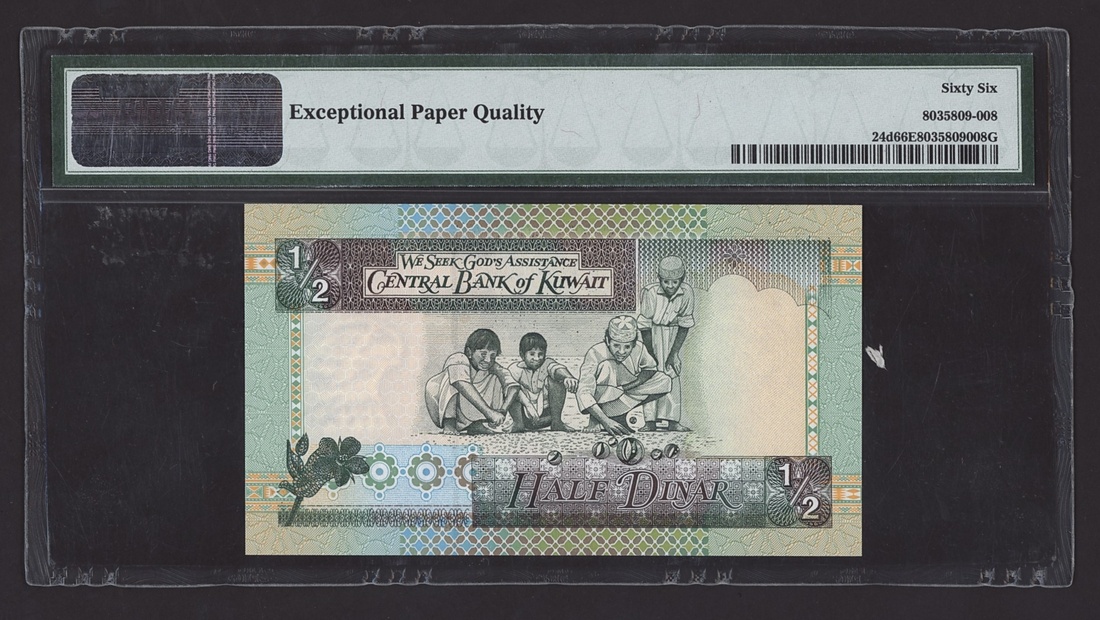 Exceptional Paper Quality
Sixty Six
8035809-008
24d66E8035809008G
1/2
WE SEEK GOD'S ASSISTANCE
CENTRAL BANK of KUWAIT
HALF DINAR
1/2